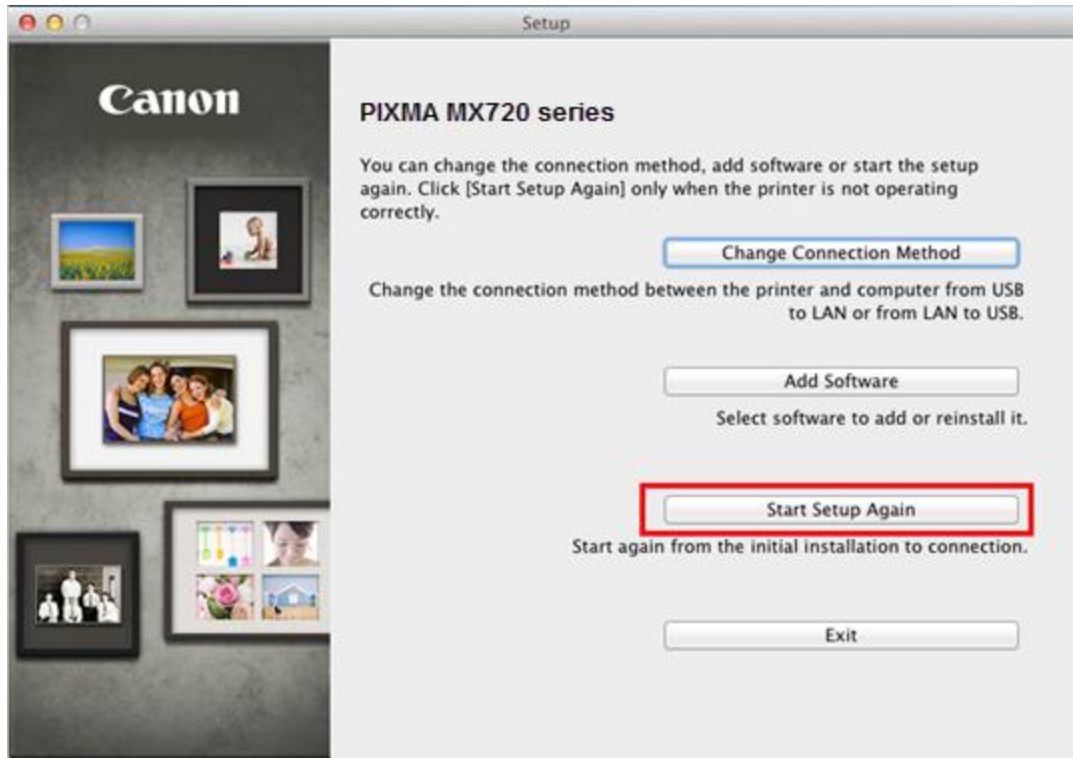 Setup
Canon
PIXMA MX720 series
You can change the connection method, add software or start the setup
again. Click [Start Setup Again] only when the printer is not operating
correctly.
Change Connection Method
Change the connection method between the printer and computer from USB
to LAN or from LAN to USB.
Add Software
Select software to add or reinstall it.
Start Setup Again
Start again from the initial installation to connection.
Exit